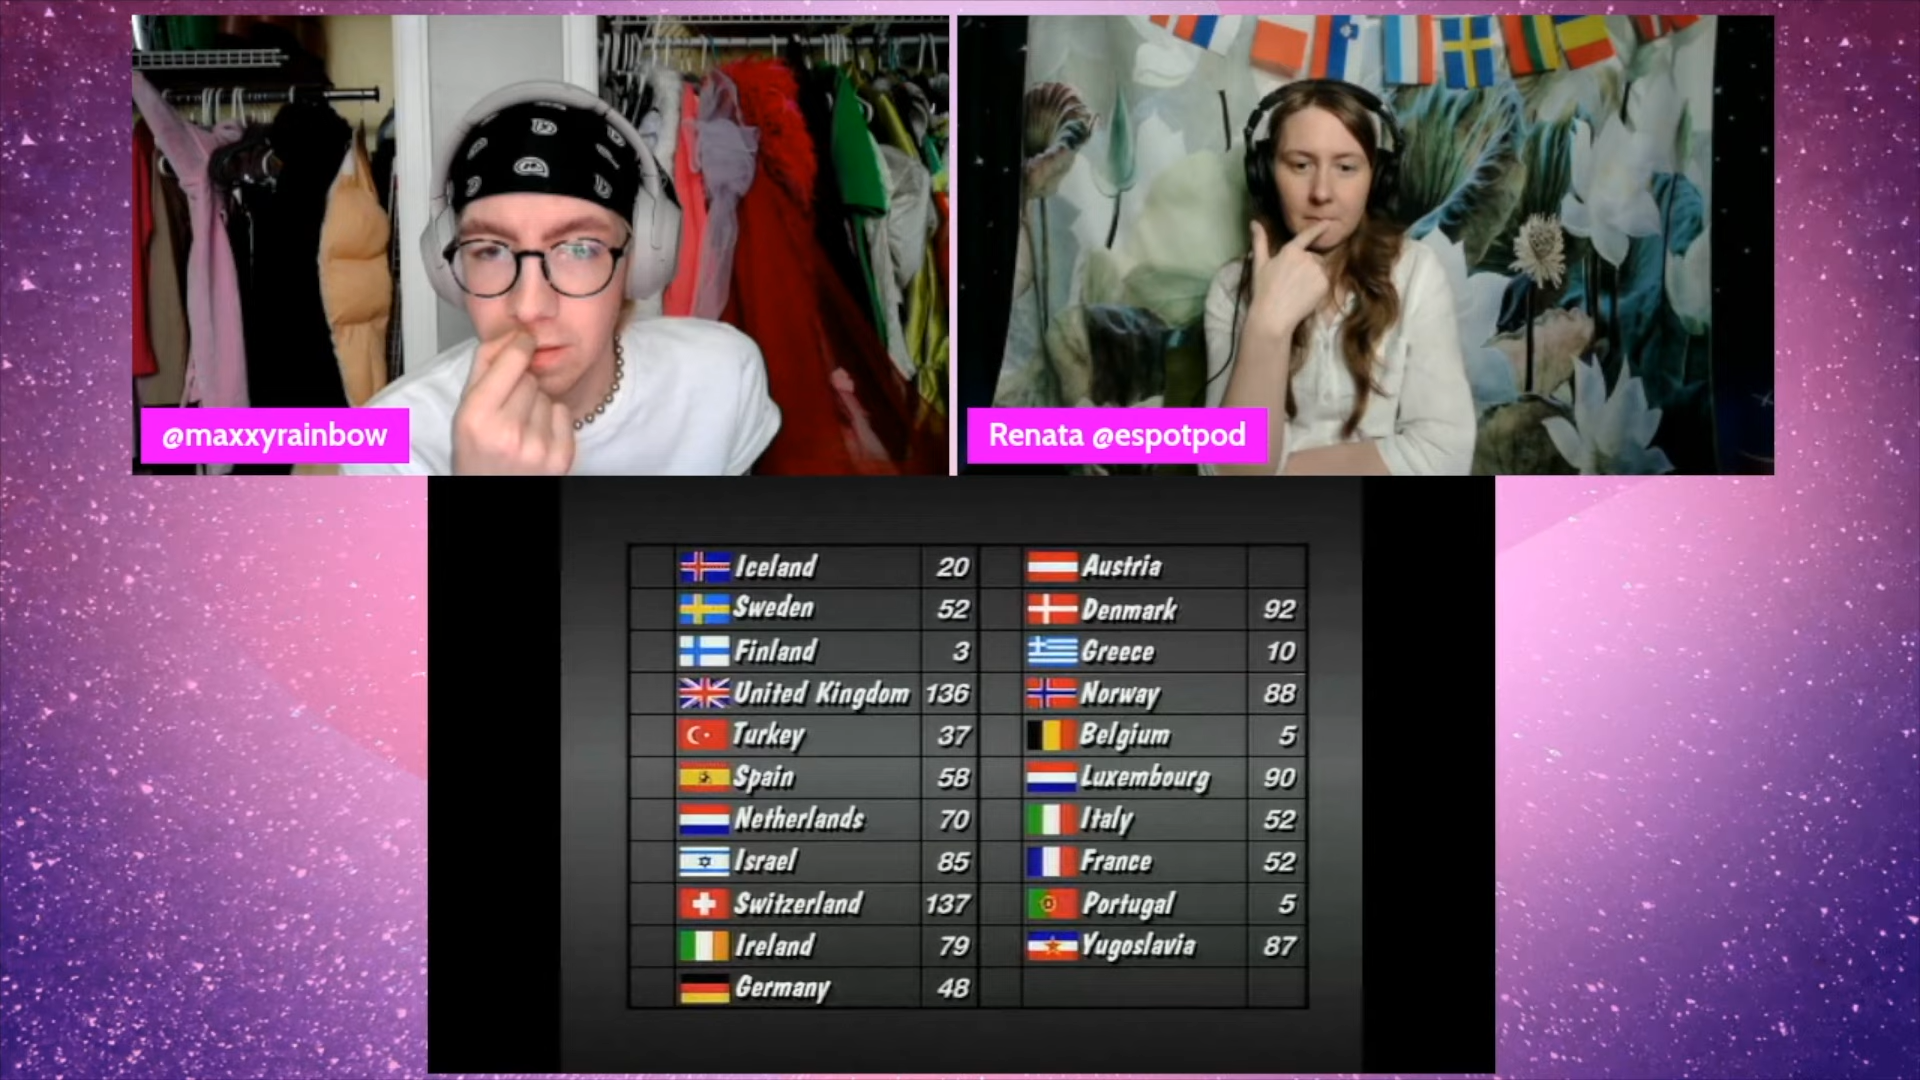 @maxxyrainbow
Renata @espotpod
Iceland 20
Sweden 52
Finland 3
United Kingdom 136
Turkey 37
Spain 58
Netherlands 70
Israel 85
Switzerland 137
Ireland 79
Germany 48
Austria
Denmark 92
Greece 10
Norway 88
Belgium 5
Luxembourg 90
Italy 52
France 52
Portugal 5
Yugoslavia 87